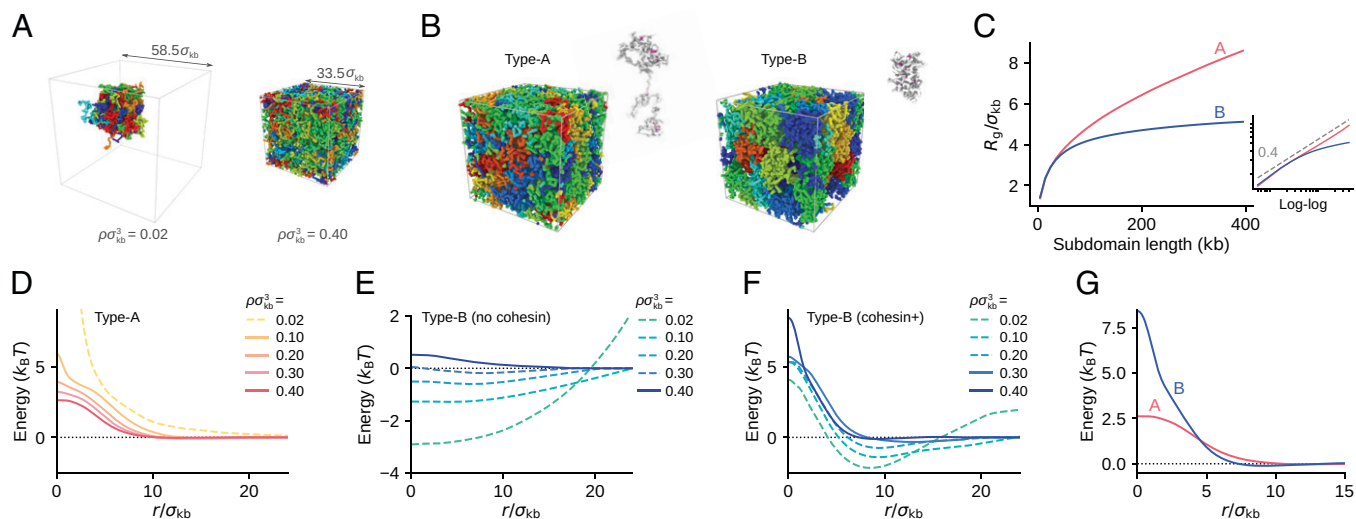 A
58.5σkb
33.5σkb
ρσ³kb = 0.02
ρσ³kb = 0.40
B
Type-A
Type-B
C
Rg/σkb
8
6
4
2
0
200
400
Subdomain length (kb)
A
B
0.4
Log-log
D
Energy (kBT)
5
0
0
10
20
r/σkb
Type-A
ρσ³kb =
0.02
0.10
0.20
0.30
0.40
E
Energy (kBT)
2
0
−2
−4
0
10
20
r/σkb
Type-B (no cohesin)
ρσ³kb =
0.02
0.10
0.20
0.30
0.40
F
Energy (kBT)
5
0
0
10
20
r/σkb
Type-B (cohesin+)
ρσ³kb =
0.02
0.10
0.20
0.30
0.40
G
Energy (kBT)
7.5
5.0
2.5
0.0
0
5
10
15
r/σkb
A
B